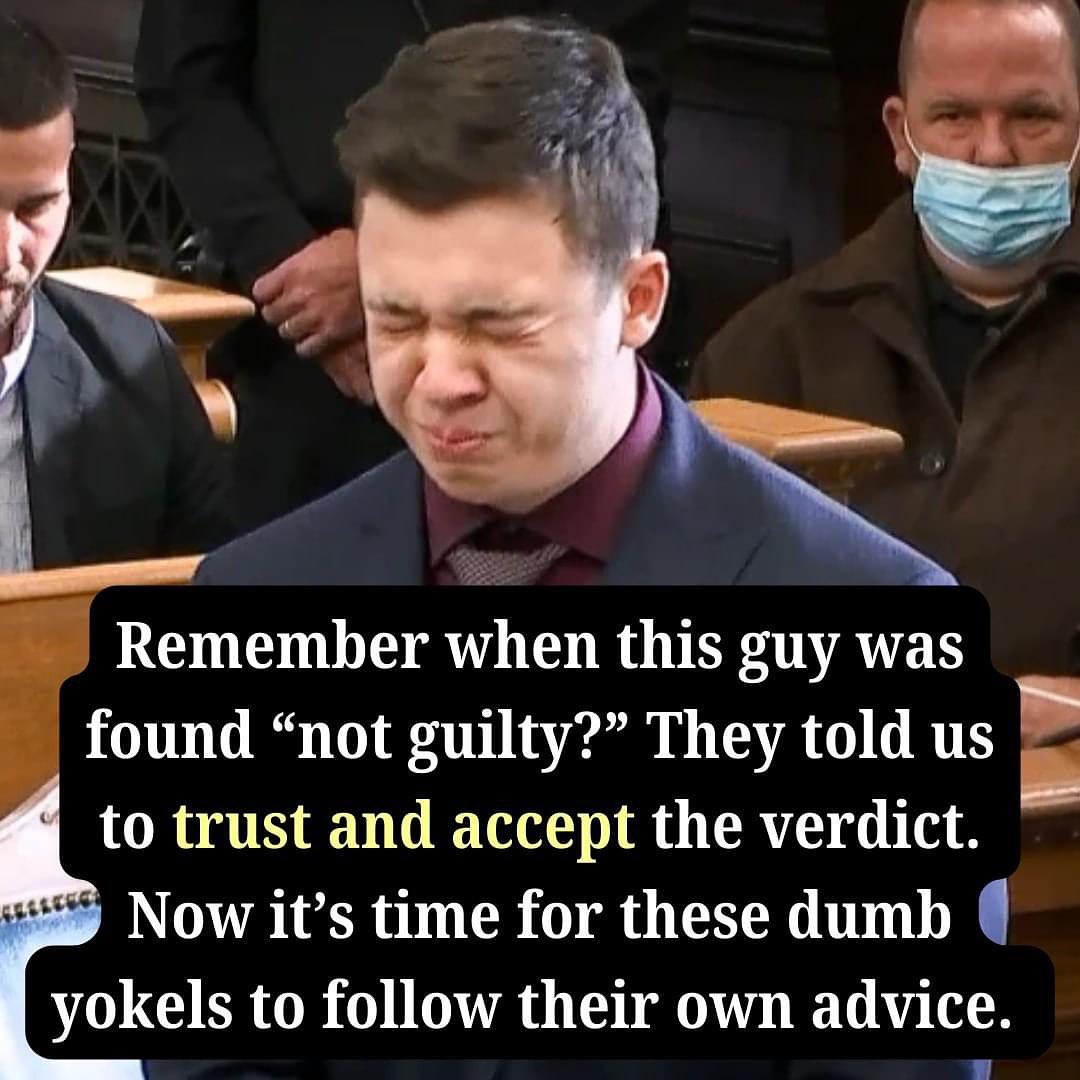 Remember when this guy was
found “not guilty?” They told us
to trust and accept the verdict.
Now it’s time for these dumb
yokels to follow their own advice.